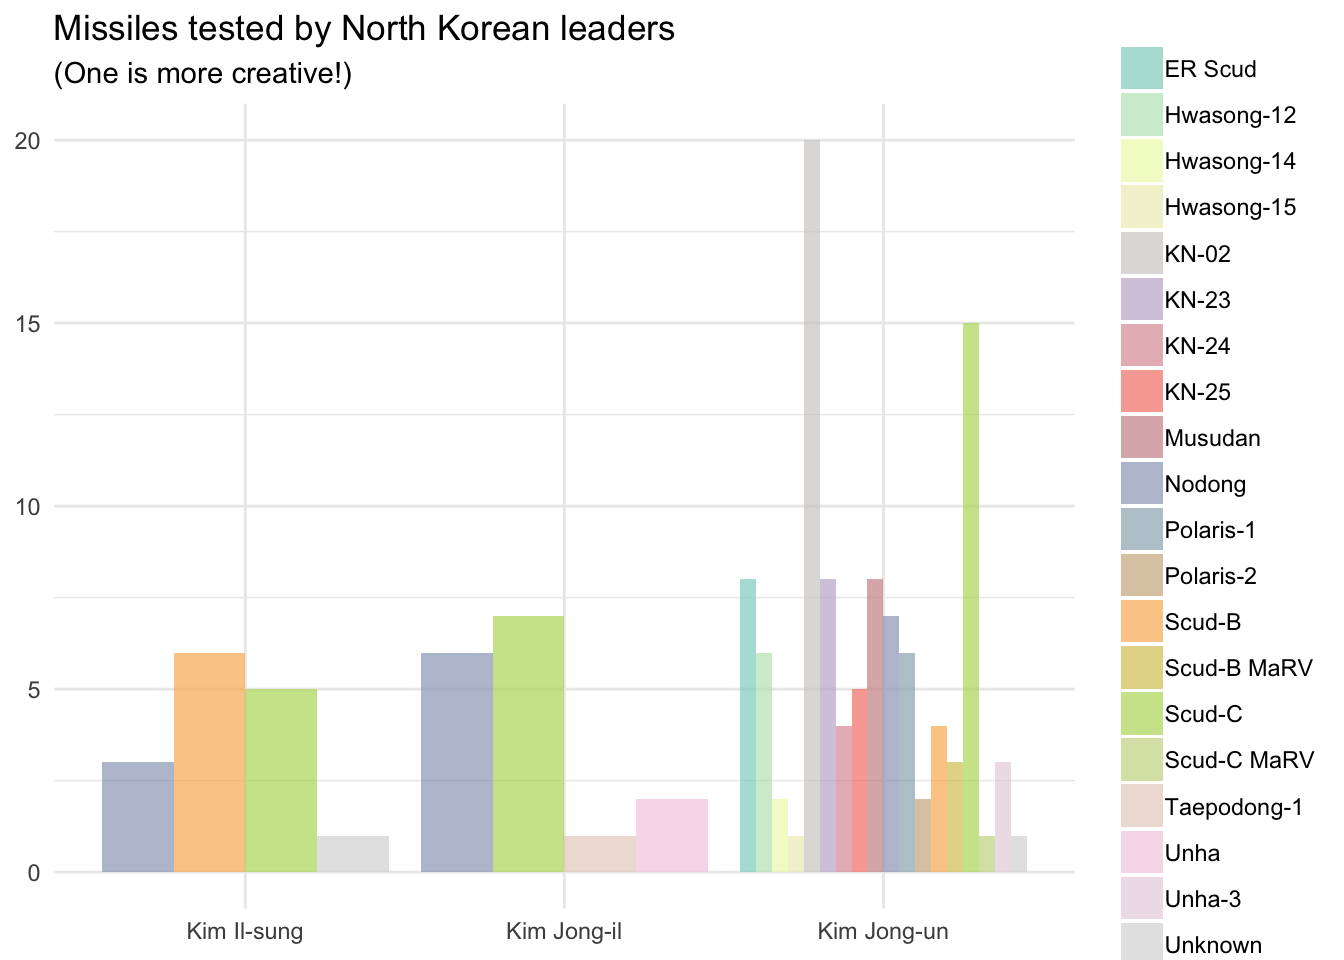 Missiles tested by North Korean leaders
(One is more creative!)
20
15
10
5
0
Kim Il-sung
Kim Jong-il
Kim Jong-un
ER Scud
Hwasong-12
Hwasong-14
Hwasong-15
KN-02
KN-23
KN-24
KN-25
Musudan
Nodong
Polaris-1
Polaris-2
Scud-B
Scud-B MaRV
Scud-C
Scud-C MaRV
Taepodong-1
Unha
Unha-3
Unknown